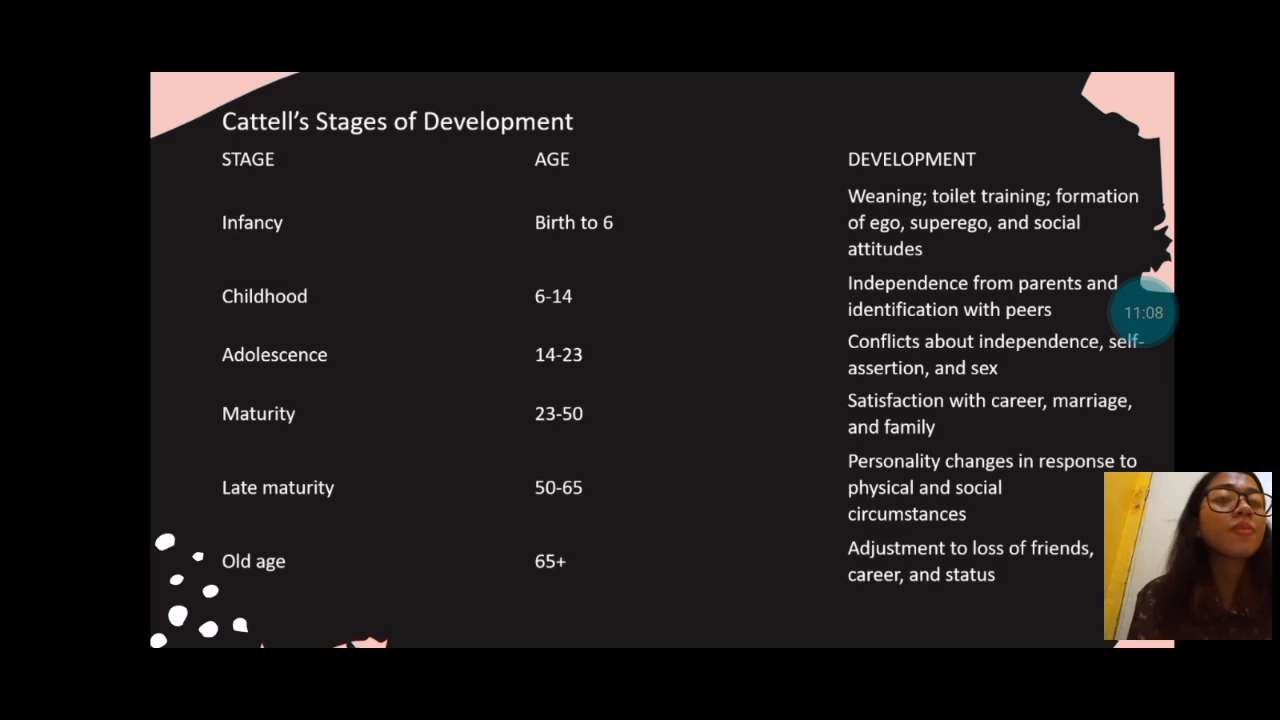 Cattell’s Stages of Development
STAGE AGE DEVELOPMENT
Infancy Birth to 6 Weaning; toilet training; formation
of ego, superego, and social
attitudes
Childhood 6-14 Independence from parents and
identification with peers
11:08
Adolescence 14-23 Conflicts about independence, self-
assertion, and sex
Maturity 23-50 Satisfaction with career, marriage,
and family
Late maturity 50-65 Personality changes in response to
physical and social
circumstances
Old age 65+ Adjustment to loss of friends,
career, and status